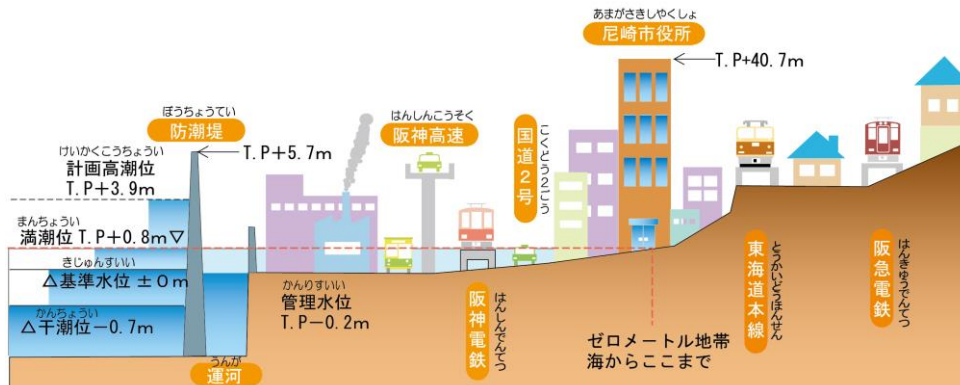 あまがさきしやくしょ
尼崎市役所
T.P+40.7m
ぼうちょうてい
防潮堤
T.P+5.7m
はんしんこうそく
阪神高速
こくどう2ごう
国道2号
けいかくこうちょうい
計画高潮位
T.P+3.9m
まんちょうい
満潮位 T.P+0.8m▽
きじゅんすいい
△基準水位 ±0m
かんちょうい
△干潮位−0.7m
うんが
運河
かんりすいい
管理水位
T.P−0.2m
はんしんでんてつ
阪神電鉄
ゼロメートル地帯
海からここまで
とうかいどうほんせん
東海道本線
はんきゅうでんてつ
阪急電鉄